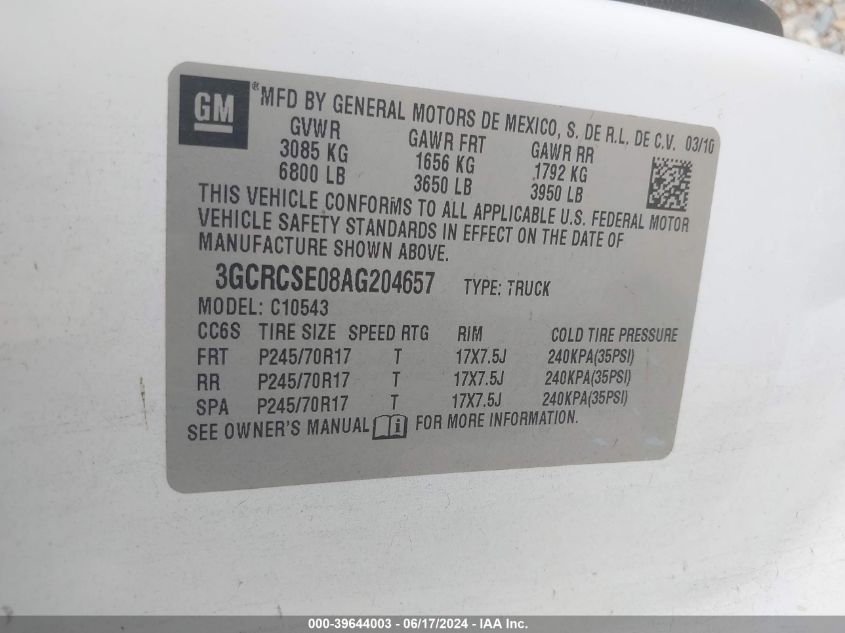 GM ® MFD BY GENERAL MOTORS DE MEXICO, S. DE R.L. DE C.V. 03/10
GVWR GAWR FRT GAWR RR
3085 KG 1656 KG 1792 KG
6800 LB 3650 LB 3950 LB
THIS VEHICLE CONFORMS TO ALL APPLICABLE U.S. FEDERAL MOTOR
VEHICLE SAFETY STANDARDS IN EFFECT ON THE DATE OF
MANUFACTURE SHOWN ABOVE.
3GCRCSE08AG204657 TYPE: TRUCK
MODEL: C10543
CC6S TIRE SIZE SPEED RTG RIM COLD TIRE PRESSURE
FRT P245/70R17 T 17X7.5J 240KPA(35PSI)
RR P245/70R17 T 17X7.5J 240KPA(35PSI)
SPA P245/70R17 T 17X7.5J 240KPA(35PSI)
SEE OWNER'S MANUAL i FOR MORE INFORMATION.
000-39644003 - 06/17/2024 - IAA, Inc.